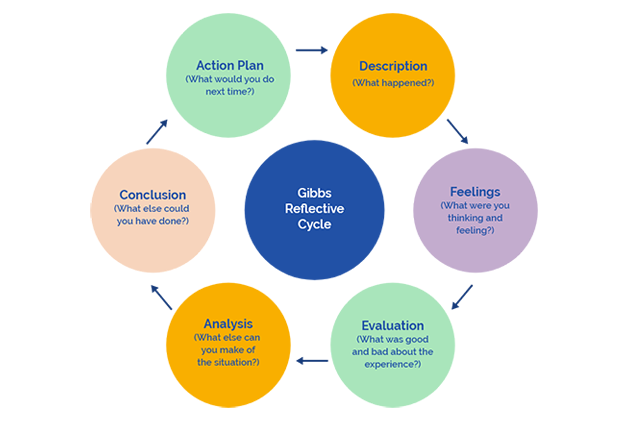 Action Plan
(What would you do
next time?)
Description
(What happened?)
Feelings
(What were you
thinking and
feeling?)
Evaluation
(What was good
and bad about the
experience?)
Analysis
(What else can
you make of
the situation?)
Conclusion
(What else could
you have done?)
Gibbs
Reflective
Cycle